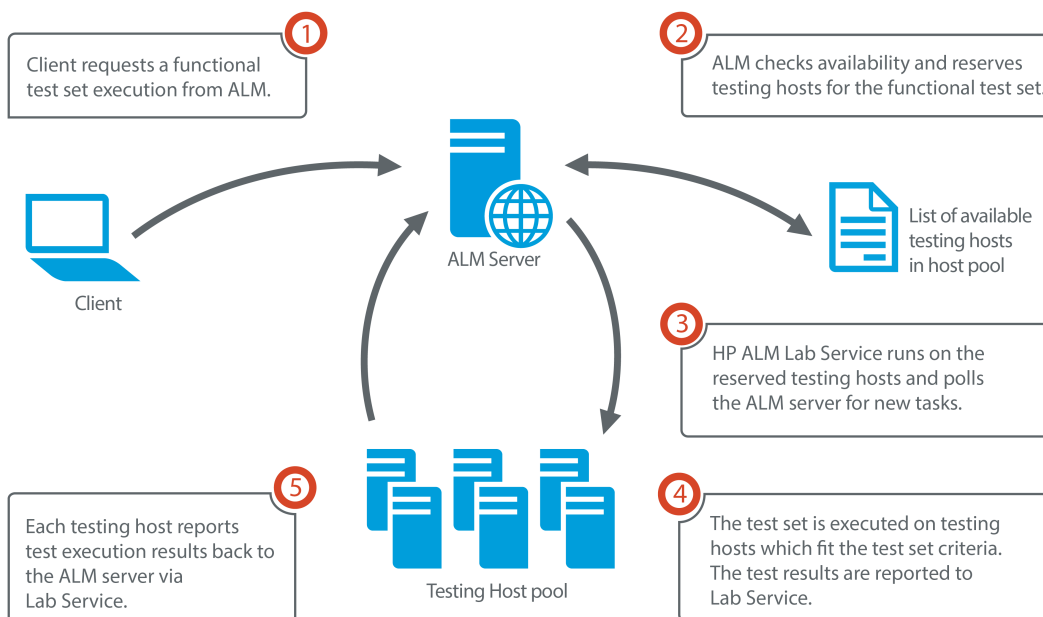 1
Client requests a functional
test set execution from ALM.
2
ALM checks availability and reserves
testing hosts for the functional test set.
ALM Server
List of available
testing hosts
in host pool
Client
3
HP ALM Lab Service runs on the
reserved testing hosts and polls
the ALM server for new tasks.
4
The test set is executed on testing
hosts which fit the test set criteria.
The test results are reported to
Lab Service.
5
Each testing host reports
test execution results back to
the ALM server via
Lab Service.
Testing Host pool